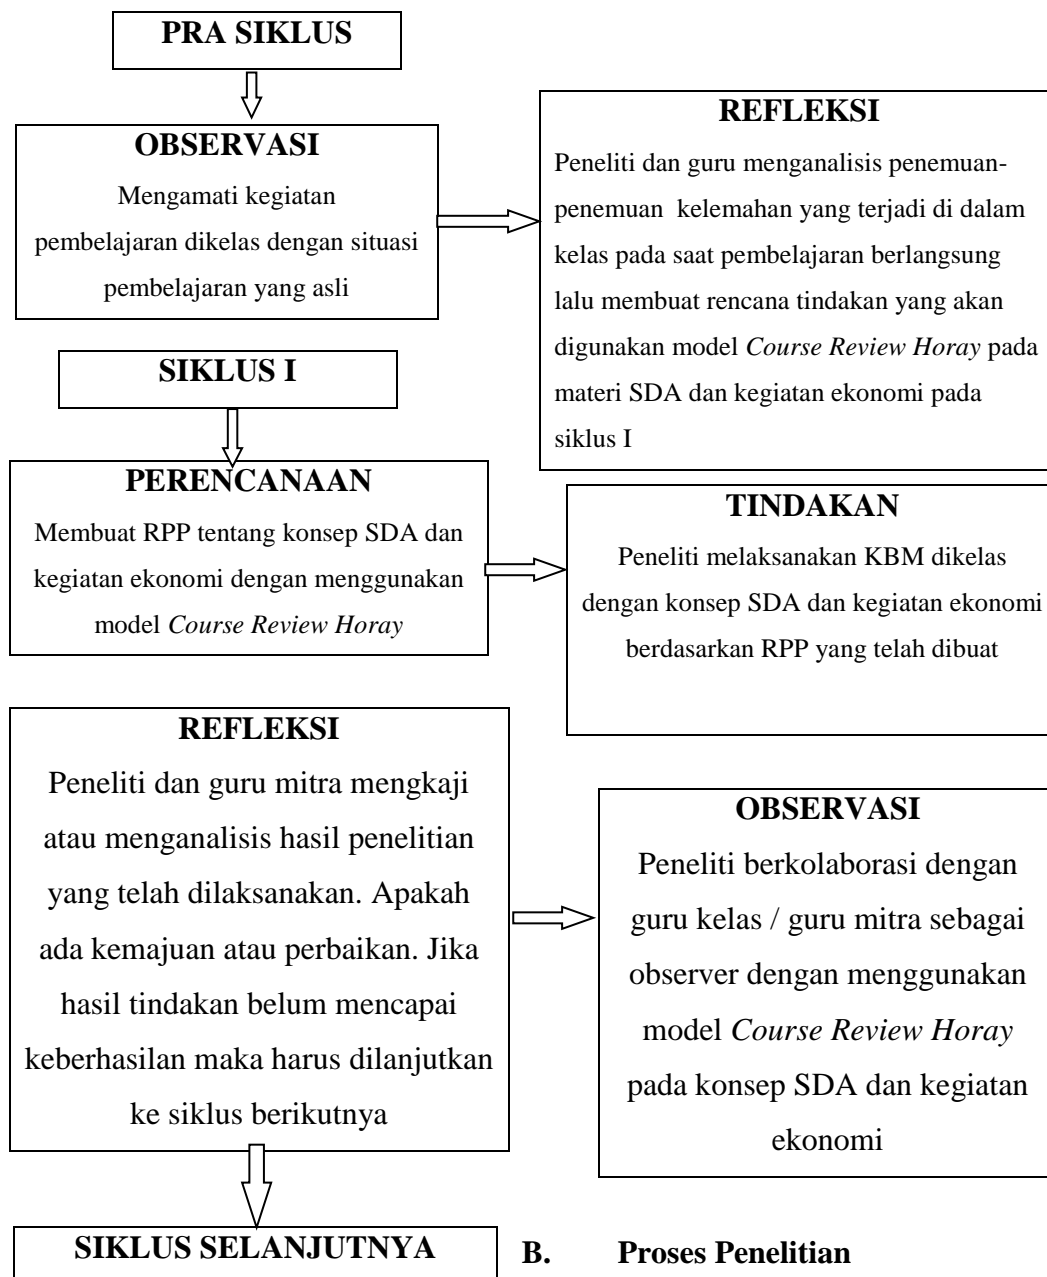 PRA SIKLUS
OBSERVASI
Mengamati kegiatan
pembelajaran dikelas dengan situasi
pembelajaran yang asli
REFLEKSI
Peneliti dan guru menganalisis penemuan-
penemuan kelemahan yang terjadi di dalam
kelas pada saat pembelajaran berlangsung
lalu membuat rencana tindakan yang akan
digunakan model Course Review Horay pada
materi SDA dan kegiatan ekonomi pada
siklus I
SIKLUS I
PERENCANAAN
Membuat RPP tentang konsep SDA dan
kegiatan ekonomi dengan menggunakan
model Course Review Horay
TINDAKAN
Peneliti melaksanakan KBM dikelas
dengan konsep SDA dan kegiatan ekonomi
berdasarkan RPP yang telah dibuat
REFLEKSI
Peneliti dan guru mitra mengkaji
atau menganalisis hasil penelitian
yang telah dilaksanakan. Apakah
ada kemajuan atau perbaikan. Jika
hasil tindakan belum mencapai
keberhasilan maka harus dilanjutkan
ke siklus berikutnya
OBSERVASI
Peneliti berkolaborasi dengan
guru kelas / guru mitra sebagai
observer dengan menggunakan
model Course Review Horay
pada konsep SDA dan kegiatan
ekonomi
SIKLUS SELANJUTNYA
B. Proses Penelitian